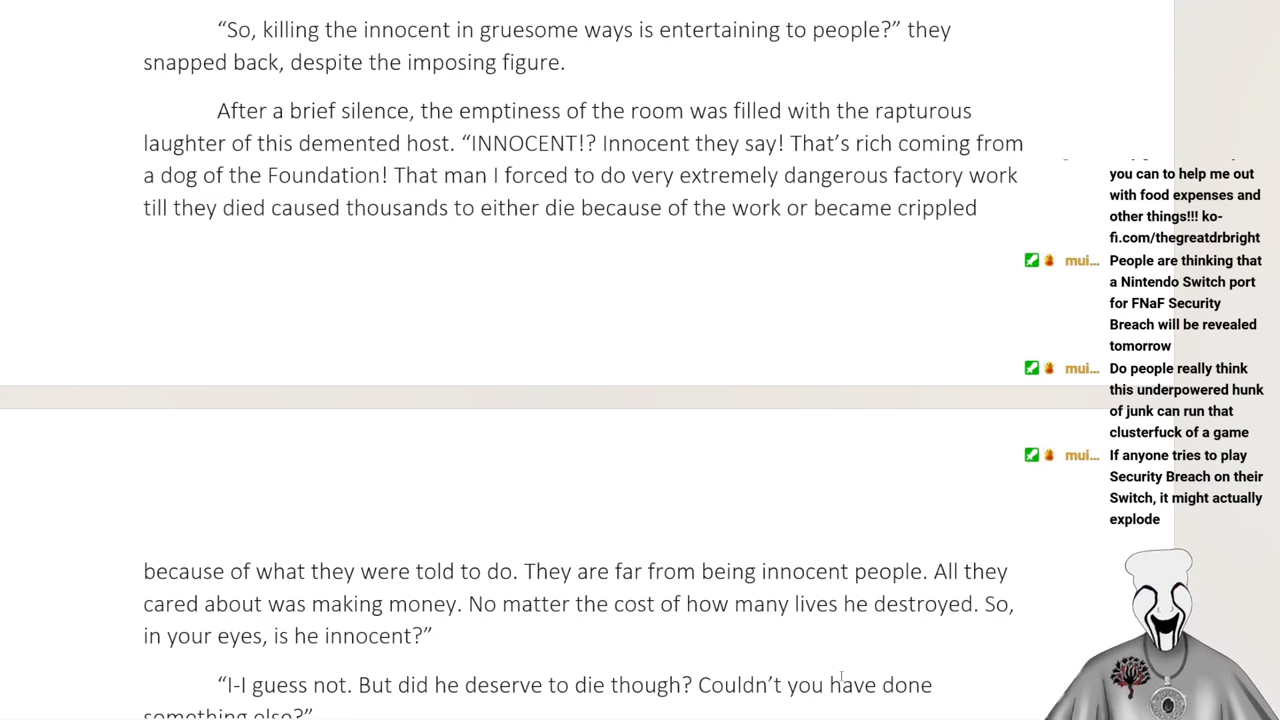 “So, killing the innocent in gruesome ways is entertaining to people?” they
snapped back, despite the imposing figure.
After a brief silence, the emptiness of the room was filled with the rapturous
laughter of this demented host. “INNOCENT!? Innocent they say! That’s rich coming from
a dog of the Foundation! That man I forced to do very extremely dangerous factory work
till they died caused thousands to either die because of the work or became crippled
because of what they were told to do. They are far from being innocent people. All they
cared about was making money. No matter the cost of how many lives he destroyed. So,
in your eyes, is he innocent?”
“I-I guess not. But did he deserve to die though? Couldn’t you have done
something else?”
you can to help me out
with food expenses and
other things!!! ko-
fi.com/thegreatdrbright
mui... People are thinking that
a Nintendo Switch port
for FNaF Security
Breach will be revealed
tomorrow
mui... Do people really think
this underpowered hunk
of junk can run that
clusterfuck of a game
mui... If anyone tries to play
Security Breach on their
Switch, it might actually
explode